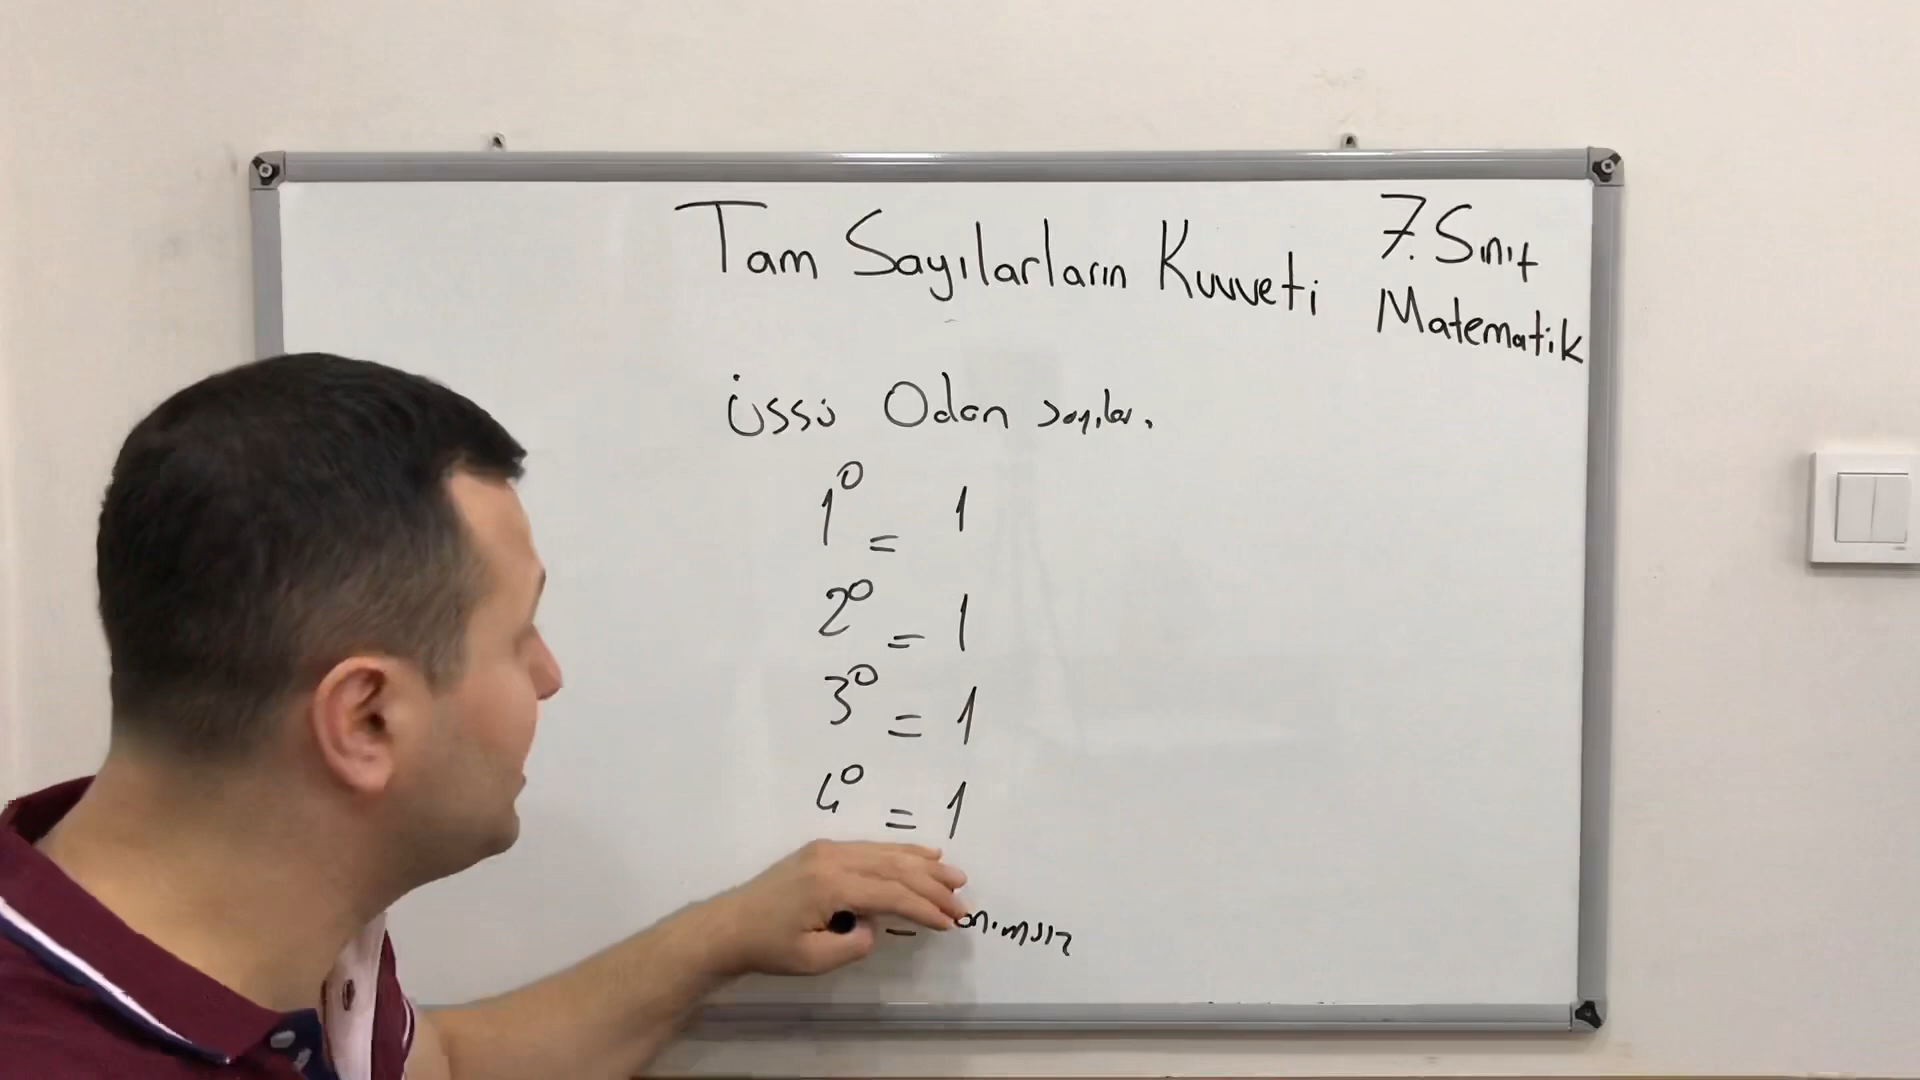 Tam Sayılarların Kuvveti
7. Sınıf
Matematik
Üssü 0 olan sayılar.
1⁰ = 1
2⁰ = 1
3⁰ = 1
4⁰ = 1
=